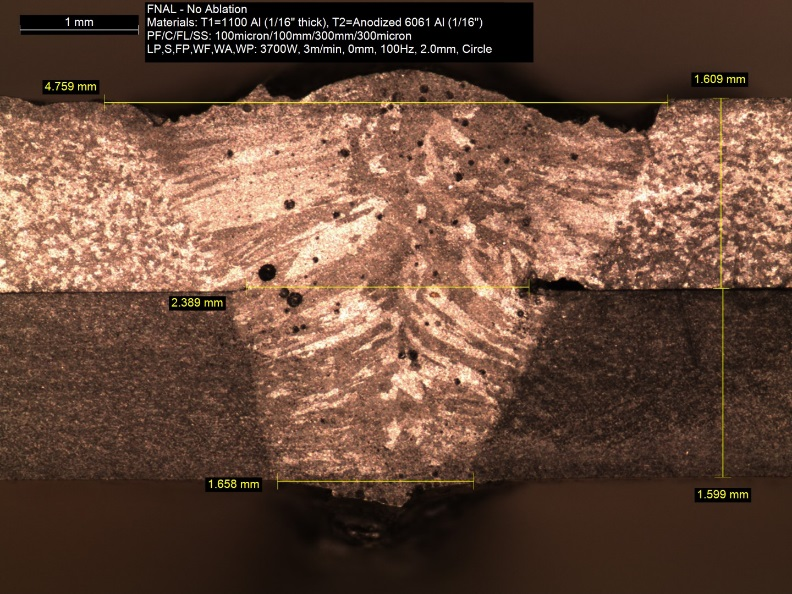 FNAL - No Ablation
Materials: T1=1100 Al (1/16" thick), T2=Anodized 6061 Al (1/16")
PF/C/FL/SS: 100micron/100mm/300mm/300micron
LP,S,FP,WF,WA,WP: 3700W, 3m/min, 0mm, 100Hz, 2.0mm, Circle
1 mm
4.759 mm
1.609 mm
2.389 mm
1.658 mm
1.599 mm